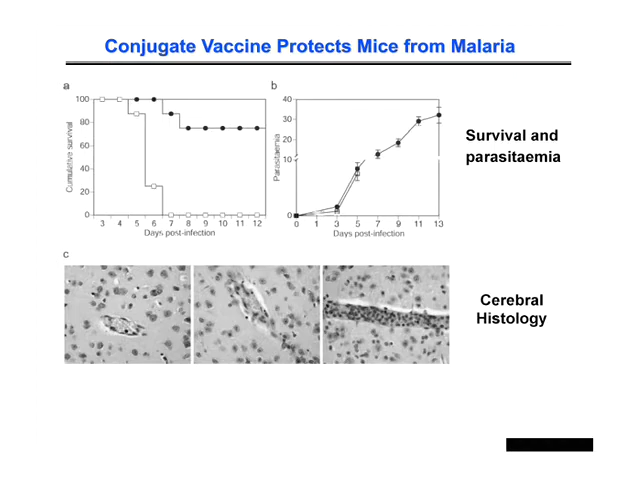 Conjugate Vaccine Protects Mice from Malaria
a
100
80
60
40
20
0
Cumulative survival
3 4 5 6 7 8 9 10 11 12
Days post-infection
b
40
30
20
10
0
Parasitaemia
0 1 3 5 7 9 11 13
Days post-infection
Survival and
parasitaemia
c
Cerebral
Histology